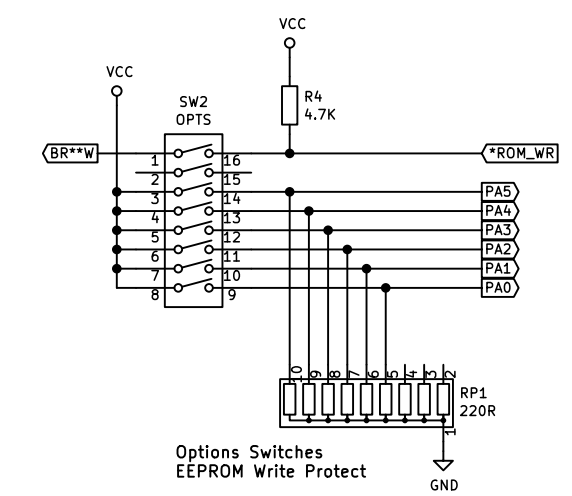 VCC
VCC
R4
4.7K
SW2
OPTS
BR**W
*ROM_WR
1
16
2
15
3
14
PA5
4
13
PA4
5
12
PA3
6
11
PA2
7
10
PA1
8
9
PA0
10
9
8
7
6
5
4
3
2
RP1
220R
1
Options Switches
EEPROM Write Protect
GND